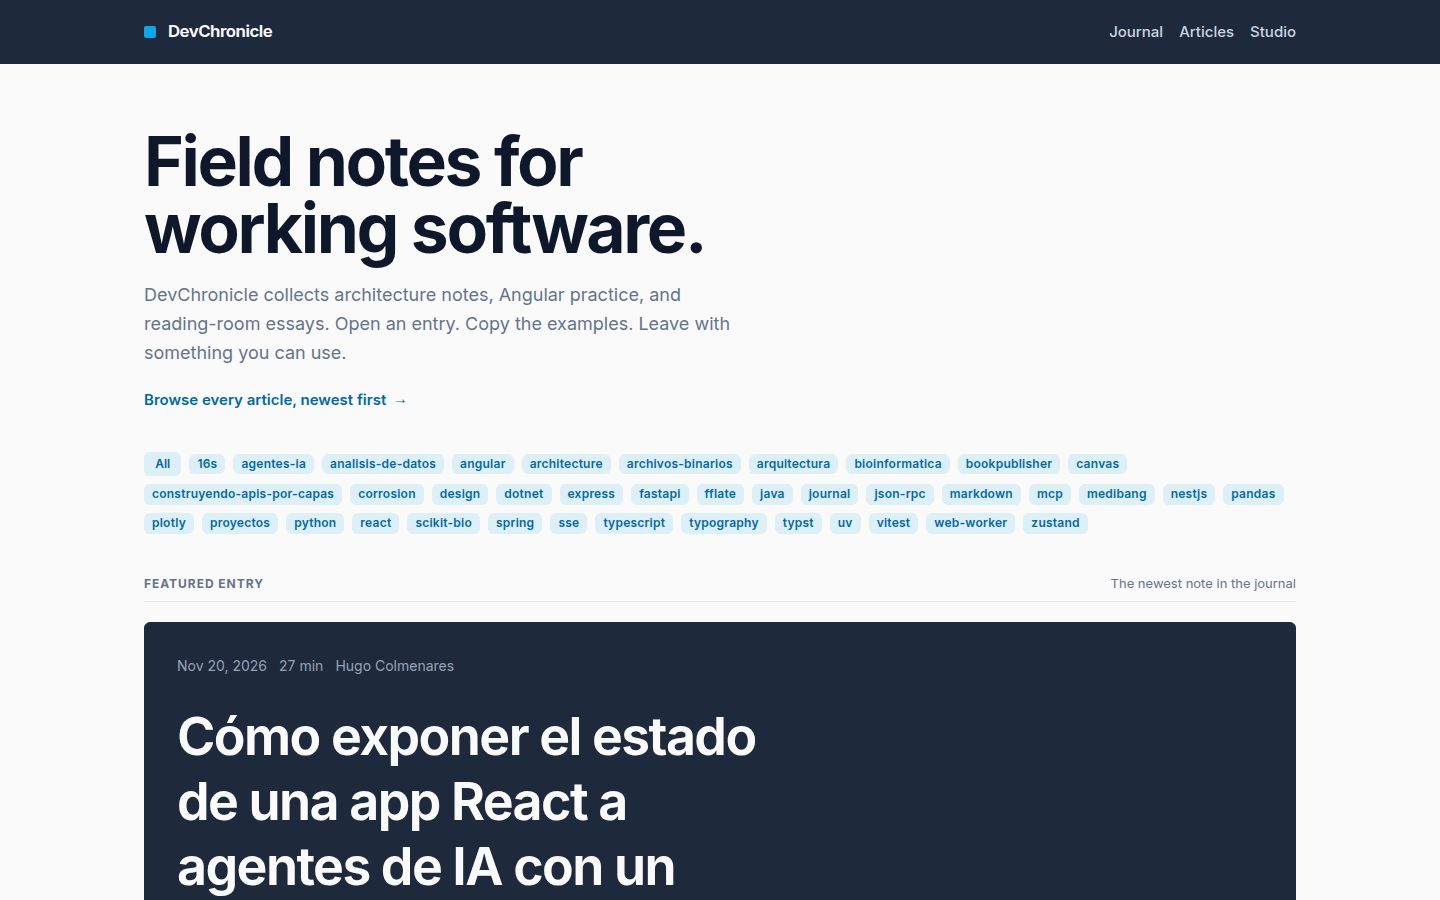 DevChronicle
Journal Articles Studio
Field notes for
working software.
DevChronicle collects architecture notes, Angular practice, and
reading-room essays. Open an entry. Copy the examples. Leave with
something you can use.
Browse every article, newest first →
All 16s agentes-ia analisis-de-datos angular architecture archivos-binarios arquitectura bioinformatica bookpublisher canvas
construyendo-apis-por-capas corrosion design dotnet express fastapi fflate java journal json-rpc markdown mcp medibang nestjs pandas
plotly proyectos python react scikit-bio spring sse typescript typography typst uv vitest web-worker zustand
FEATURED ENTRY
The newest note in the journal
Nov 20, 2026 27 min Hugo Colmenares
Cómo exponer el estado
de una app React a
agentes de IA con un